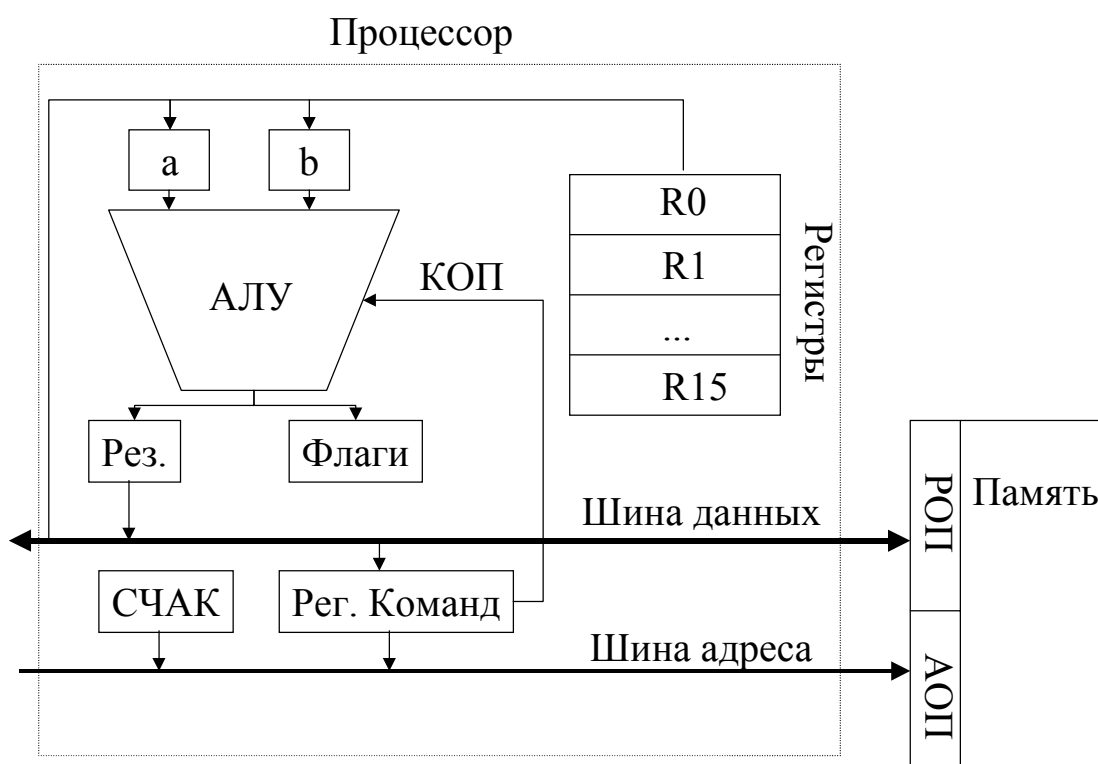 Процессор
a
b
R0
R1
...
R15
Регистры
КОП
АЛУ
Рез.
Флаги
Шина данных
РОП
Память
СЧАК
Рег. Команд
Шина адреса
АОП